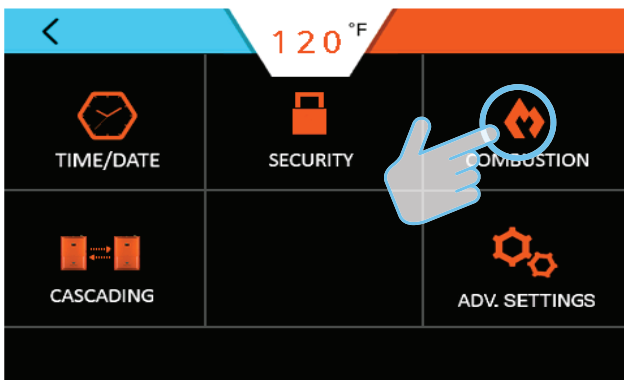 120 °F
TIME/DATE
SECURITY
COMBUSTION
CASCADING
ADV. SETTINGS